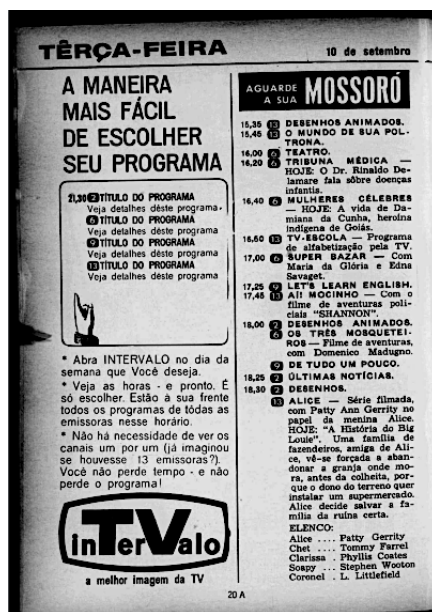 TÊRÇA-FEIRA
10 de setembro
A MANEIRA
MAIS FÁCIL
DE ESCOLHER
SEU PROGRAMA
21,30 2 TÍTULO DO PROGRAMA
Veja detalhes dêste programa.
6 TÍTULO DO PROGRAMA
Veja detalhes dêste programa
9 TÍTULO DO PROGRAMA
Veja detalhes dêste programa
13 TÍTULO DO PROGRAMA
Veja detalhes dêste programa
* Abra INTERVALO no dia da
semana que Você deseja.
* Veja as horas - e pronto. É
só escolher. Estão à sua frente
todos os programas de tôdas as
emissoras nesse horário.
* Não há necessidade de ver os
canais um por um (já imaginou
se houvesse 13 emissoras?).
Você não perde tempo - e não
perde o programa!
inTerValo
a melhor imagem da TV
AGUARDE
A SUA
MOSSORÓ
15,35 13 DESENHOS ANIMADOS.
15,45 13 O MUNDO DE SUA POL-
TRONA.
16,00 6 TEATRO.
16,20 6 TRIBUNA MÉDICA —
HOJE: O Dr. Rinaldo De-
lamare fala sôbre doenças
infantis.
16,40 6 MULHERES CÉLEBRES
— HOJE: A vida de Da-
miana da Cunha, heroína
indígena de Goiás.
16,50 13 TV-ESCOLA — Programa
de alfabetização pela TV.
17,00 6 SUPER BAZAR — Com
Maria da Glória e Edna
Savaget.
17,25 9 LET'S LEARN ENGLISH.
17,45 13 AÍ! MOCINHO — Com o
filme de aventuras poli-
ciais "SHANNON".
18,00 2 DESENHOS ANIMADOS.
6 OS TRÊS MOSQUETEI-
ROS — Filme de aventuras,
com Domenico Madugno.
9 DE TUDO UM POUCO.
18,25 2 ÚLTIMAS NOTÍCIAS.
18,30 2 DESENHOS.
13 ALICE — Série filmada,
com Patty Ann Gerrity no
papel da menina Alice.
HOJE: "A História do Big
Louie". Uma família de
fazendeiros, amiga de Ali-
ce, vê-se forçada a aban-
donar a granja onde mo-
ra, antes da colheita, por-
que o dono do terreno quer
instalar um supermercado.
Alice decide salvar a fa-
mília da ruína certa.
ELENCO:
Alice .... Patty Gerrity
Chet .... Tommy Farrel
Clarissa . Phyllis Coates
Soapy ... Stephen Wooton
Coronel . L. Littlefield
20 A